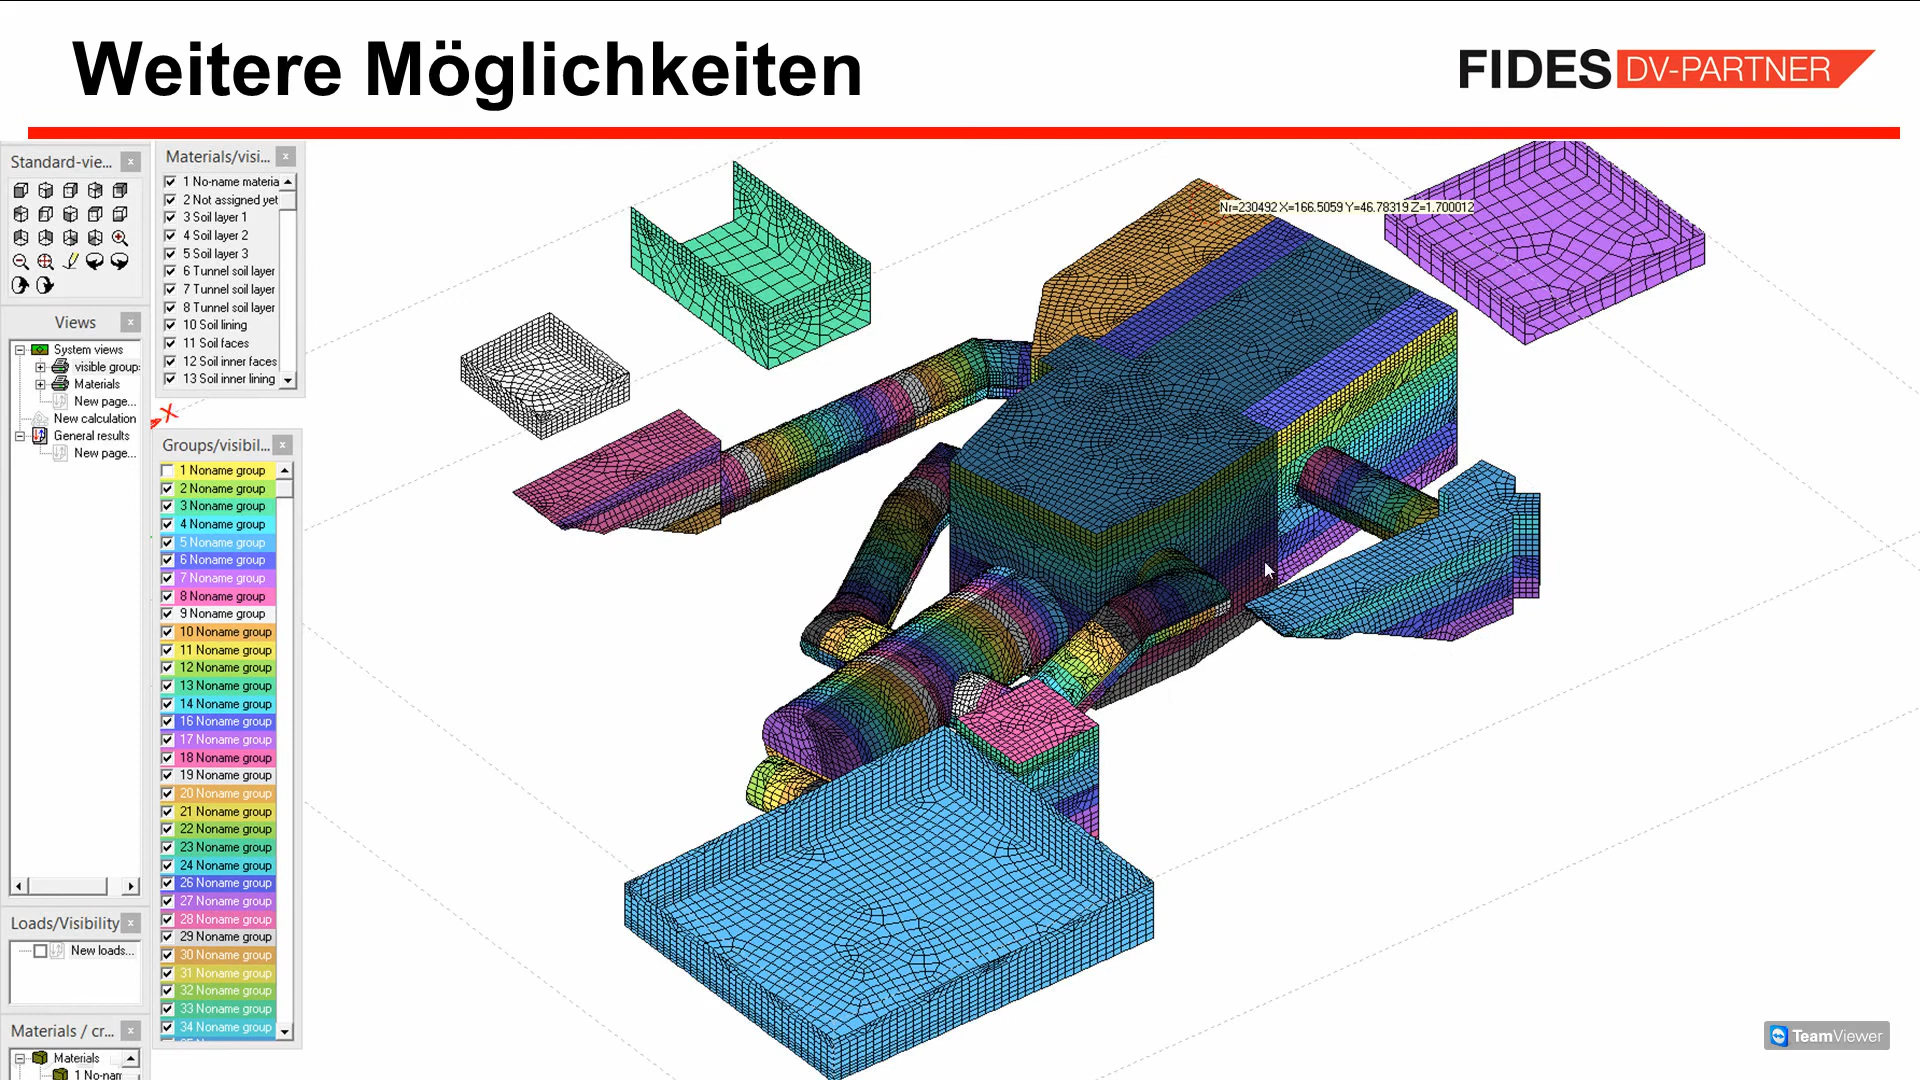 Weitere Möglichkeiten
FIDES DV-PARTNER
Standard-vie...
Materials/visi...
1 No-name materia
2 Not assigned yet
3 Soil layer 1
4 Soil layer 2
5 Soil layer 3
6 Tunnel soil layer
7 Tunnel soil layer
8 Tunnel soil layer
10 Soil lining
11 Soil faces
12 Soil inner faces
13 Soil inner lining
Nr=230492 X=166.5059 Y=46.78319 Z=1.700012
Views
System views
visible group:
Materials
New page...
New calculation
General results
New page...
X
Groups/visibil...
1 Noname group
2 Noname group
3 Noname group
4 Noname group
5 Noname group
6 Noname group
7 Noname group
8 Noname group
9 Noname group
10 Noname group
11 Noname group
12 Noname group
13 Noname group
14 Noname group
16 Noname group
17 Noname group
18 Noname group
19 Noname group
20 Noname group
21 Noname group
22 Noname group
23 Noname group
24 Noname group
26 Noname group
27 Noname group
28 Noname group
29 Noname group
30 Noname group
31 Noname group
32 Noname group
33 Noname group
34 Noname group
Loads/Visibility
New loads...
Materials / cr...
Materials
1 No-nam
TeamViewer